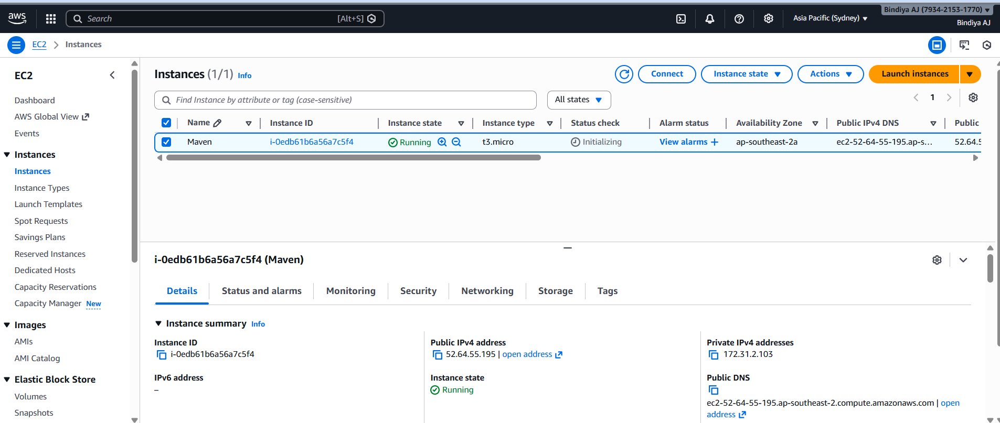 aws
Search [Alt+S]
Asia Pacific (Sydney)
Bindiya AJ (7934-2153-1770)
Bindiya AJ
EC2 > Instances
EC2
Dashboard
AWS Global View
Events
Instances
Instances
Instance Types
Launch Templates
Spot Requests
Savings Plans
Reserved Instances
Dedicated Hosts
Capacity Reservations
Capacity Manager New
Images
AMIs
AMI Catalog
Elastic Block Store
Volumes
Snapshots
Instances (1/1) Info
Connect
Instance state
Actions
Launch instances
Find Instance by attribute or tag (case-sensitive)
All states
1
Name Instance ID Instance state Instance type Status check Alarm status Availability Zone Public IPv4 DNS Public
Maven i-0edb61b6a56a7c5f4 Running t3.micro Initializing View alarms + ap-southeast-2a ec2-52-64-55-195.ap-s... 52.64.5
i-0edb61b6a56a7c5f4 (Maven)
Details Status and alarms Monitoring Security Networking Storage Tags
Instance summary Info
Instance ID
i-0edb61b6a56a7c5f4
IPv6 address
–
Public IPv4 address
52.64.55.195 | open address
Instance state
Running
Private IPv4 addresses
172.31.2.103
Public DNS
ec2-52-64-55-195.ap-southeast-2.compute.amazonaws.com | open
address